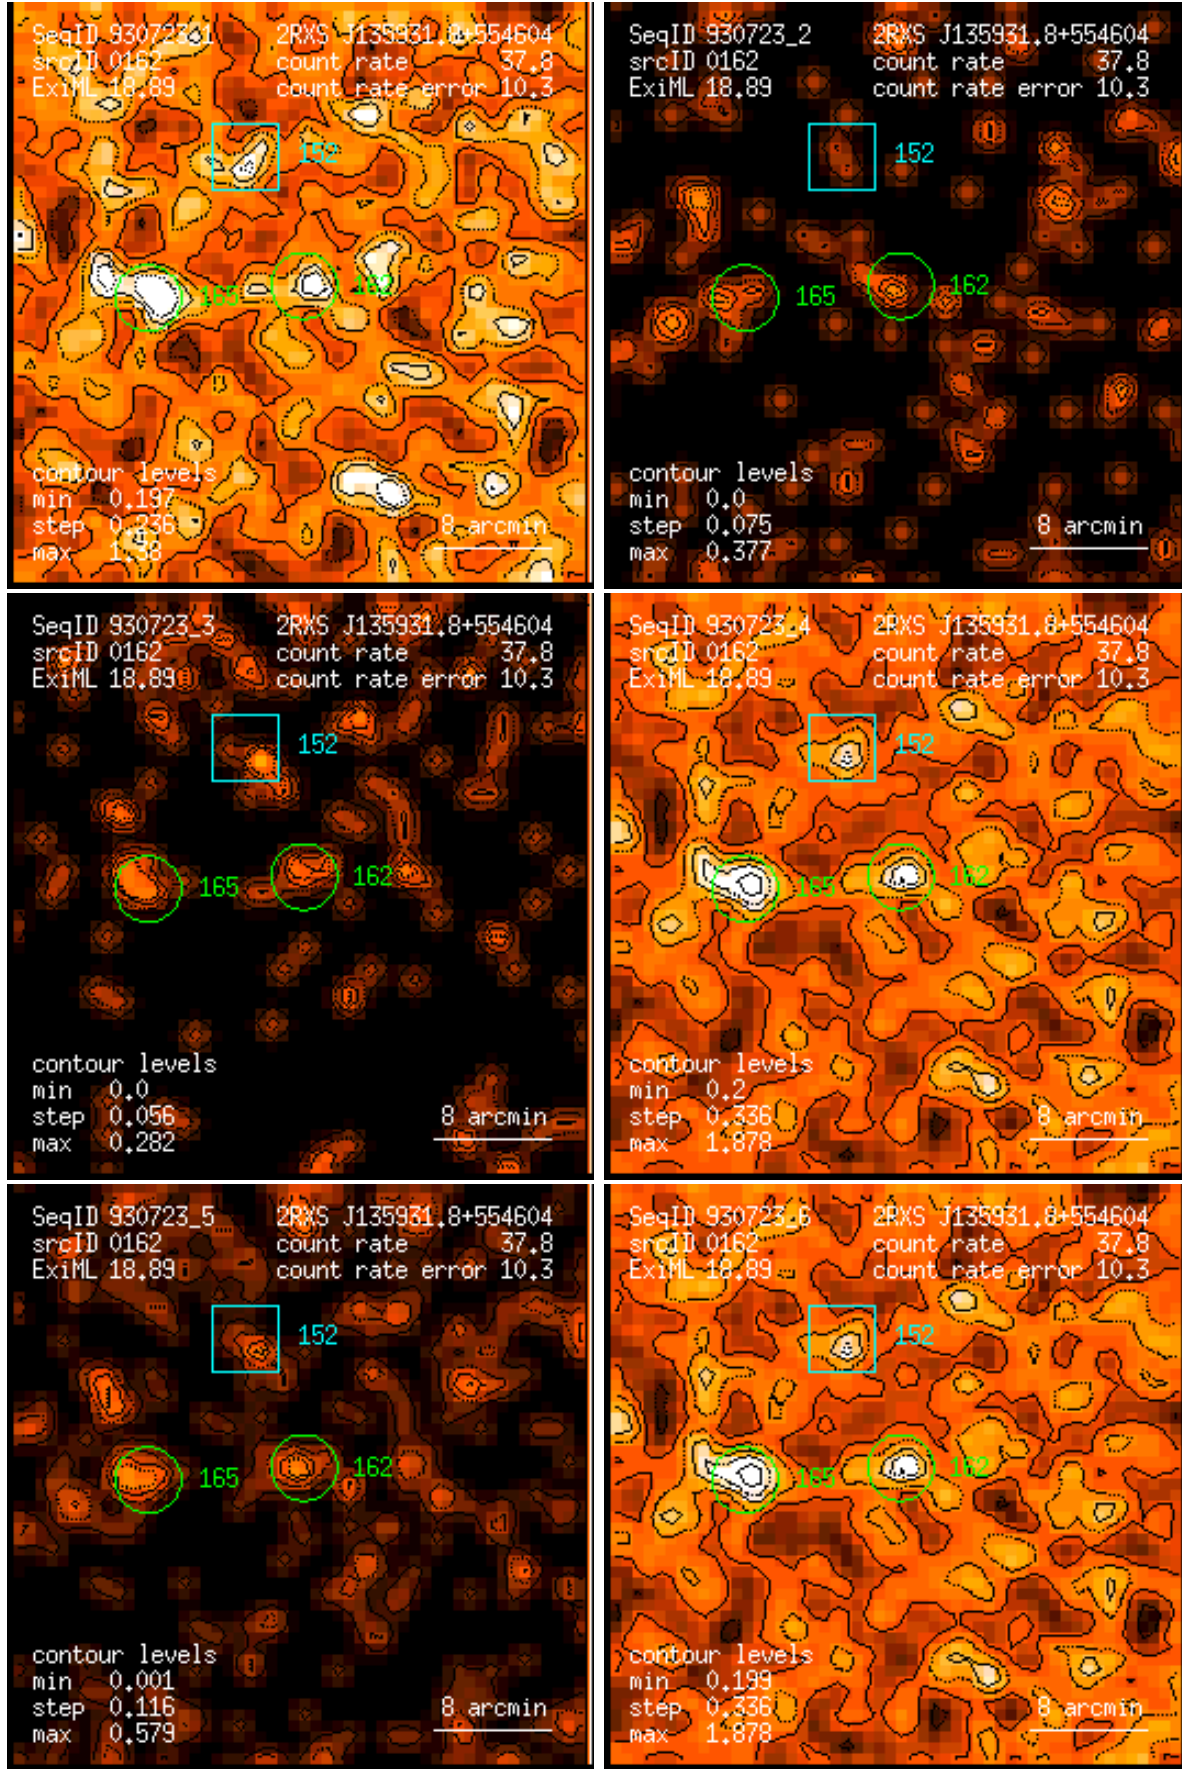 SeqID 930723_1 2RXS J135931.8+554604
srcID 0162 count rate 37.8
ExiML 18.89 count rate error 10.3
152
165
162
contour levels
min 0.197
step 0.236
max 1.38
8 arcmin
SeqID 930723_2 2RXS J135931.8+554604
srcID 0162 count rate 37.8
ExiML 18.89 count rate error 10.3
152
165
162
contour levels
min 0.0
step 0.075
max 0.377
8 arcmin
SeqID 930723_3 2RXS J135931.8+554604
srcID 0162 count rate 37.8
ExiML 18.89 count rate error 10.3
152
165
162
contour levels
min 0.0
step 0.056
max 0.282
8 arcmin
SeqID 930723_4 2RXS J135931.8+554604
srcID 0162 count rate 37.8
ExiML 18.89 count rate error 10.3
152
165
162
contour levels
min 0.2
step 0.336
max 1.878
8 arcmin
SeqID 930723_5 2RXS J135931.8+554604
srcID 0162 count rate 37.8
ExiML 18.89 count rate error 10.3
152
165
162
contour levels
min 0.001
step 0.116
max 0.579
8 arcmin
SeqID 930723_6 2RXS J135931.8+554604
srcID 0162 count rate 37.8
ExiML 18.89 count rate error 10.3
152
165
162
contour levels
min 0.199
step 0.336
max 1.878
8 arcmin